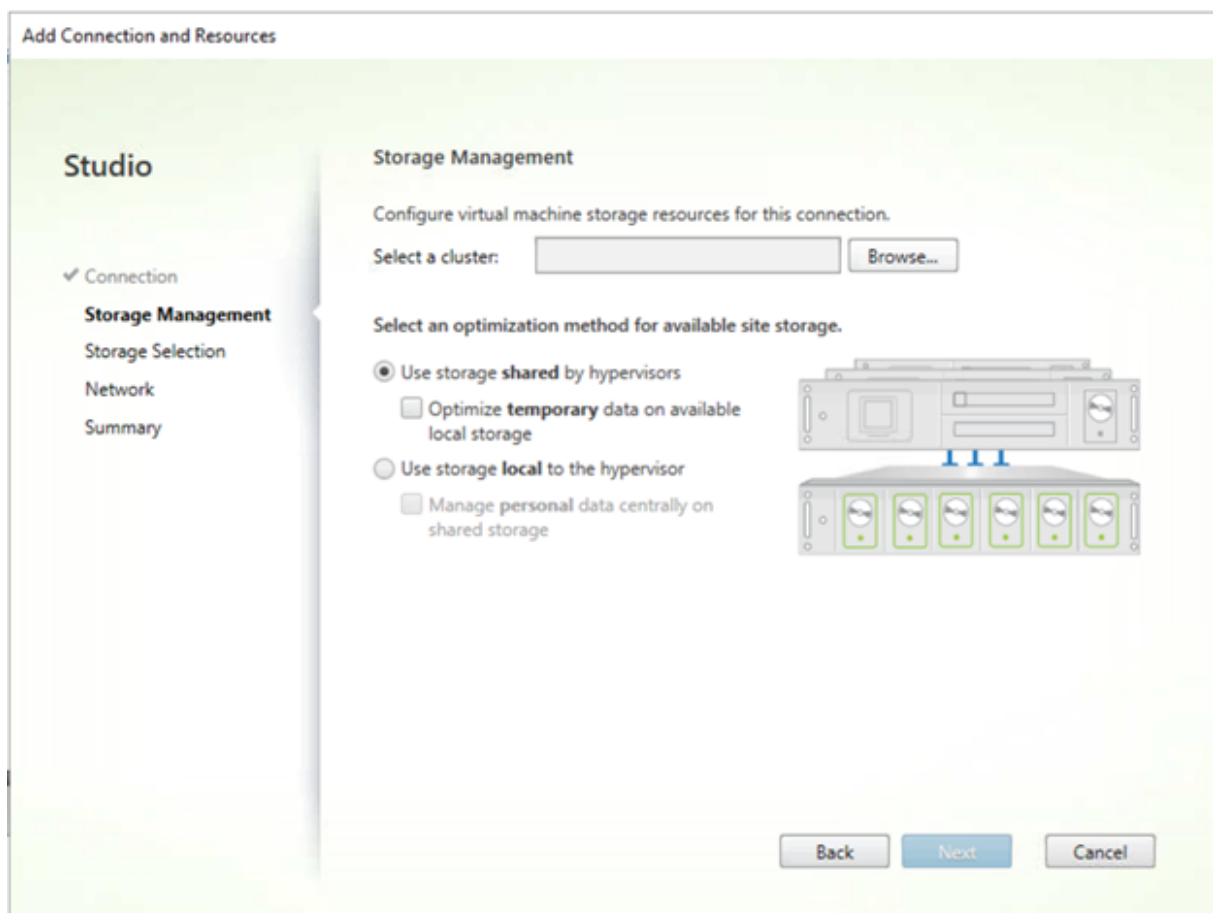 Add Connection and Resources
Studio
Connection
Storage Management
Storage Selection
Network
Summary
Storage Management
Configure virtual machine storage resources for this connection.
Select a cluster:
Browse...
Select an optimization method for available site storage.
Use storage shared by hypervisors
Optimize temporary data on available
local storage
Use storage local to the hypervisor
Manage personal data centrally on
shared storage
Back
Next
Cancel